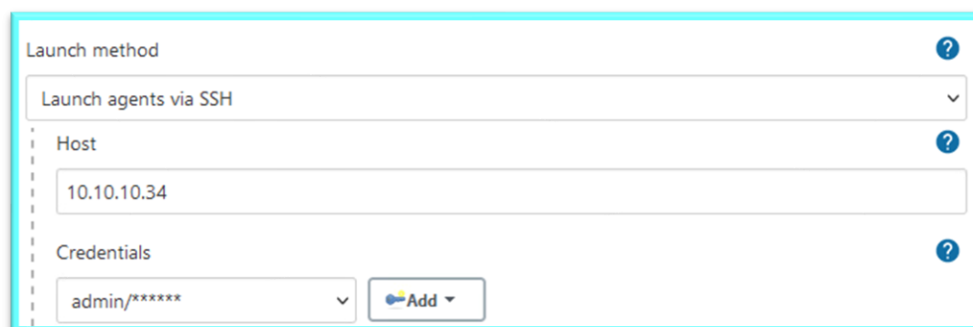 Launch method
?
Launch agents via SSH
Host
?
10.10.10.34
Credentials
?
admin/******
Add